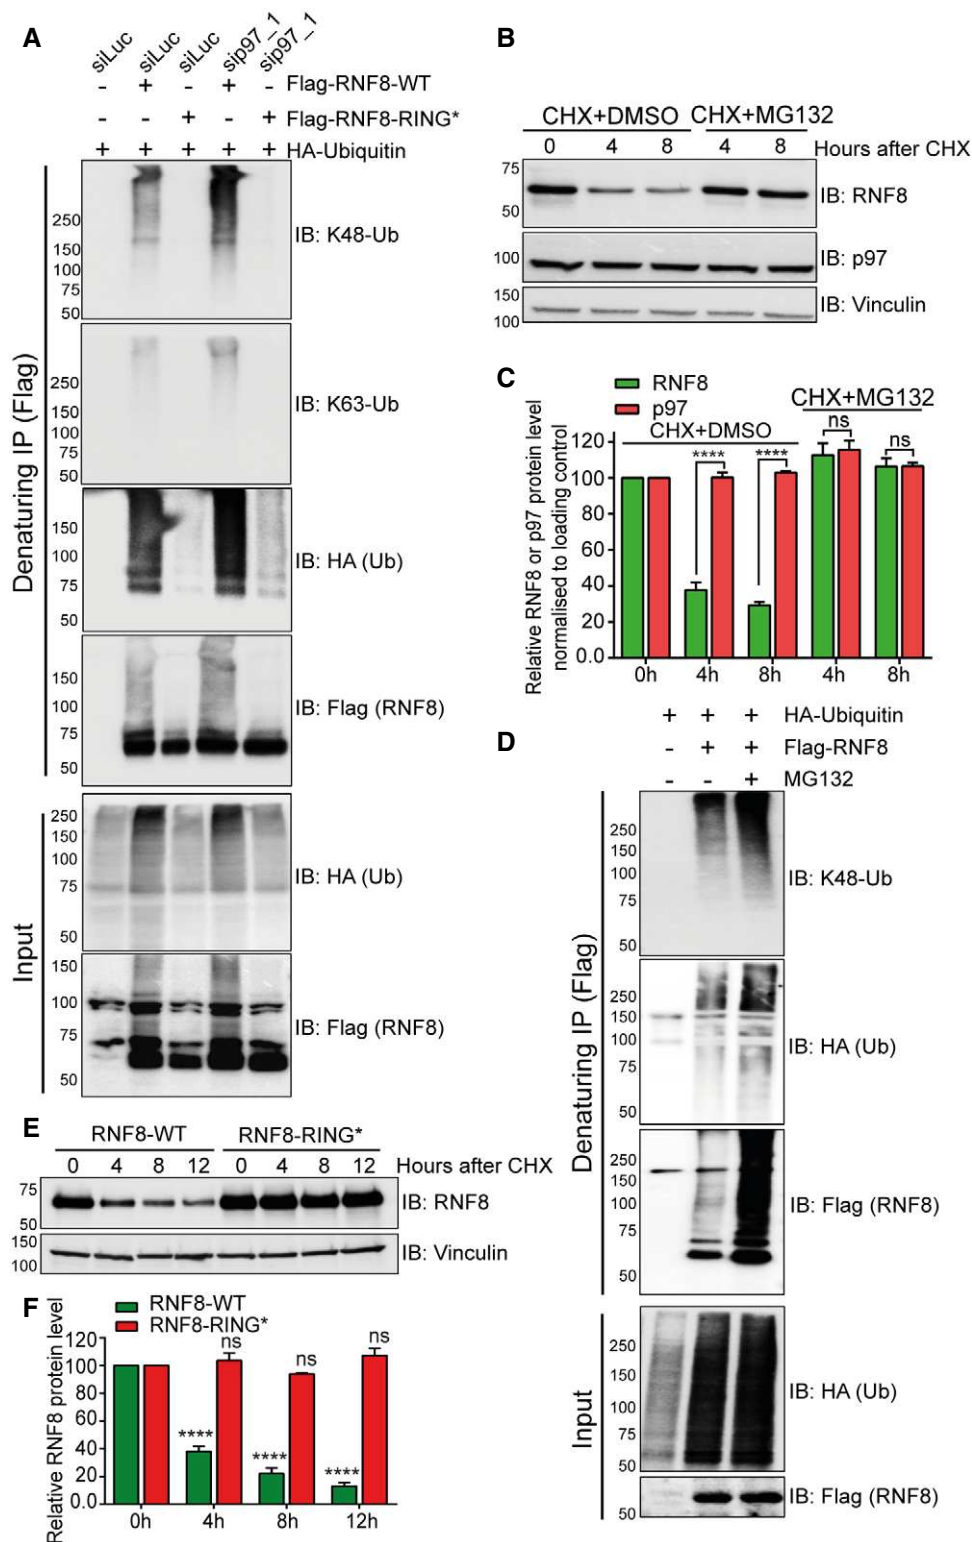 A
siLuc siLuc siLuc sip97_1 sip97_1
- + - + - Flag-RNF8-WT
- - + - + Flag-RNF8-RING*
+ + + + + HA-Ubiquitin
Denaturing IP (Flag)
250
150
100
75
50
IB: K48-Ub
250
150
100
75
50
IB: K63-Ub
150
100
75
50
IB: HA (Ub)
150
100
75
50
IB: Flag (RNF8)
Input
250
150
100
75
50
IB: HA (Ub)
150
100
75
50
IB: Flag (RNF8)
B
CHX+DMSO CHX+MG132
0 4 8 4 8 Hours after CHX
75
50
IB: RNF8
100
IB: p97
150
100
IB: Vinculin
C
RNF8
p97
CHX+DMSO
CHX+MG132
**** **** ns ns
Relative RNF8 or p97 protein level
normalised to loading control
120
100
80
60
40
20
0.0
0h 4h 8h 4h 8h
D
+ + + HA-Ubiquitin
- + + Flag-RNF8
- - + MG132
Denaturing IP (Flag)
250
150
100
75
50
IB: K48-Ub
250
150
100
75
50
IB: HA (Ub)
250
150
100
75
50
IB: Flag (RNF8)
Input
250
150
100
75
50
IB: HA (Ub)
50
IB: Flag (RNF8)
E
RNF8-WT RNF8-RING*
0 4 8 12 0 4 8 12 Hours after CHX
75
50
IB: RNF8
150
100
IB: Vinculin
F
RNF8-WT
RNF8-RING*
Relative RNF8 protein level
120
100
80
60
40
20
0.0
**** ns **** ns **** ns
0h 4h 8h 12h